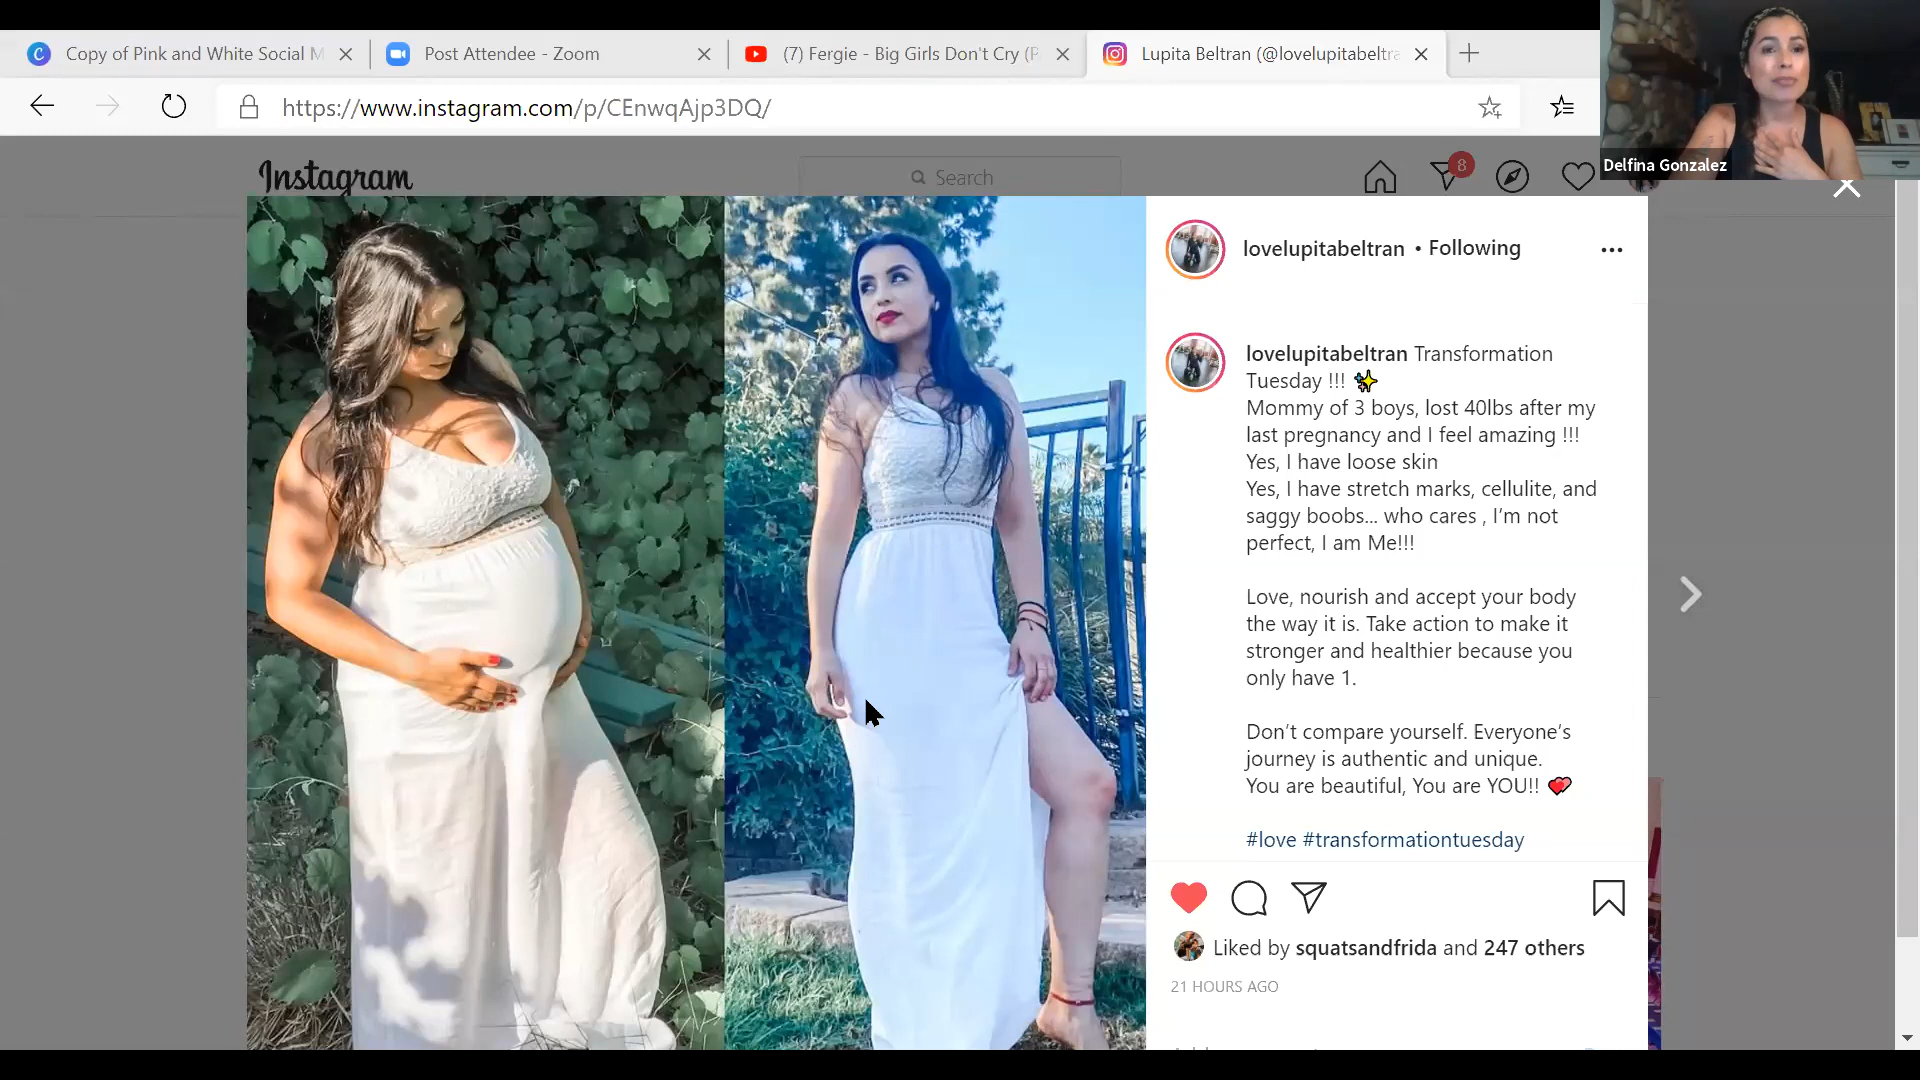 Copy of Pink and White Social M
Post Attendee - Zoom
(7) Fergie - Big Girls Don't Cry (P
Lupita Beltran (@lovelupitabeltra
https://www.instagram.com/p/CEnwqAjp3DQ/
Delfina Gonzalez
Instagram
Search
8
lovelupitabeltran • Following
lovelupitabeltran Transformation
Tuesday !!! ✨
Mommy of 3 boys, lost 40lbs after my
last pregnancy and I feel amazing !!!
Yes, I have loose skin
Yes, I have stretch marks, cellulite, and
saggy boobs... who cares , I’m not
perfect, I am Me!!!
Love, nourish and accept your body
the way it is. Take action to make it
stronger and healthier because you
only have 1.
Don’t compare yourself. Everyone’s
journey is authentic and unique.
You are beautiful, You are YOU!! 💕
#love #transformationtuesday
Liked by squatsandfrida and 247 others
21 HOURS AGO